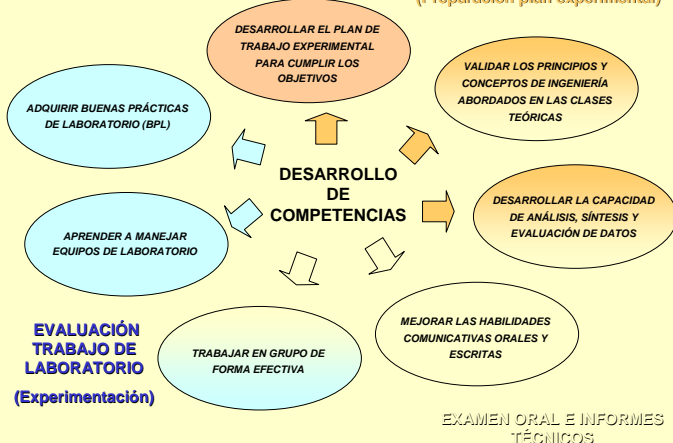 (Preparación plan experimental)
DESARROLLAR EL PLAN DE
TRABAJO EXPERIMENTAL
PARA CUMPLIR LOS
OBJETIVOS
VALIDAR LOS PRINCIPIOS Y
CONCEPTOS DE INGENIERÍA
ABORDADOS EN LAS CLASES
TEÓRICAS
ADQUIRIR BUENAS PRÁCTICAS
DE LABORATORIO (BPL)
DESARROLLO
DE
COMPETENCIAS
DESARROLLAR LA CAPACIDAD
DE ANÁLISIS, SÍNTESIS Y
EVALUACIÓN DE DATOS
APRENDER A MANEJAR
EQUIPOS DE LABORATORIO
EVALUACIÓN
TRABAJO DE
LABORATORIO
(Experimentación)
TRABAJAR EN GRUPO DE
FORMA EFECTIVA
MEJORAR LAS HABILIDADES
COMUNICATIVAS ORALES Y
ESCRITAS
EXAMEN ORAL E INFORMES
TÉCNICOS